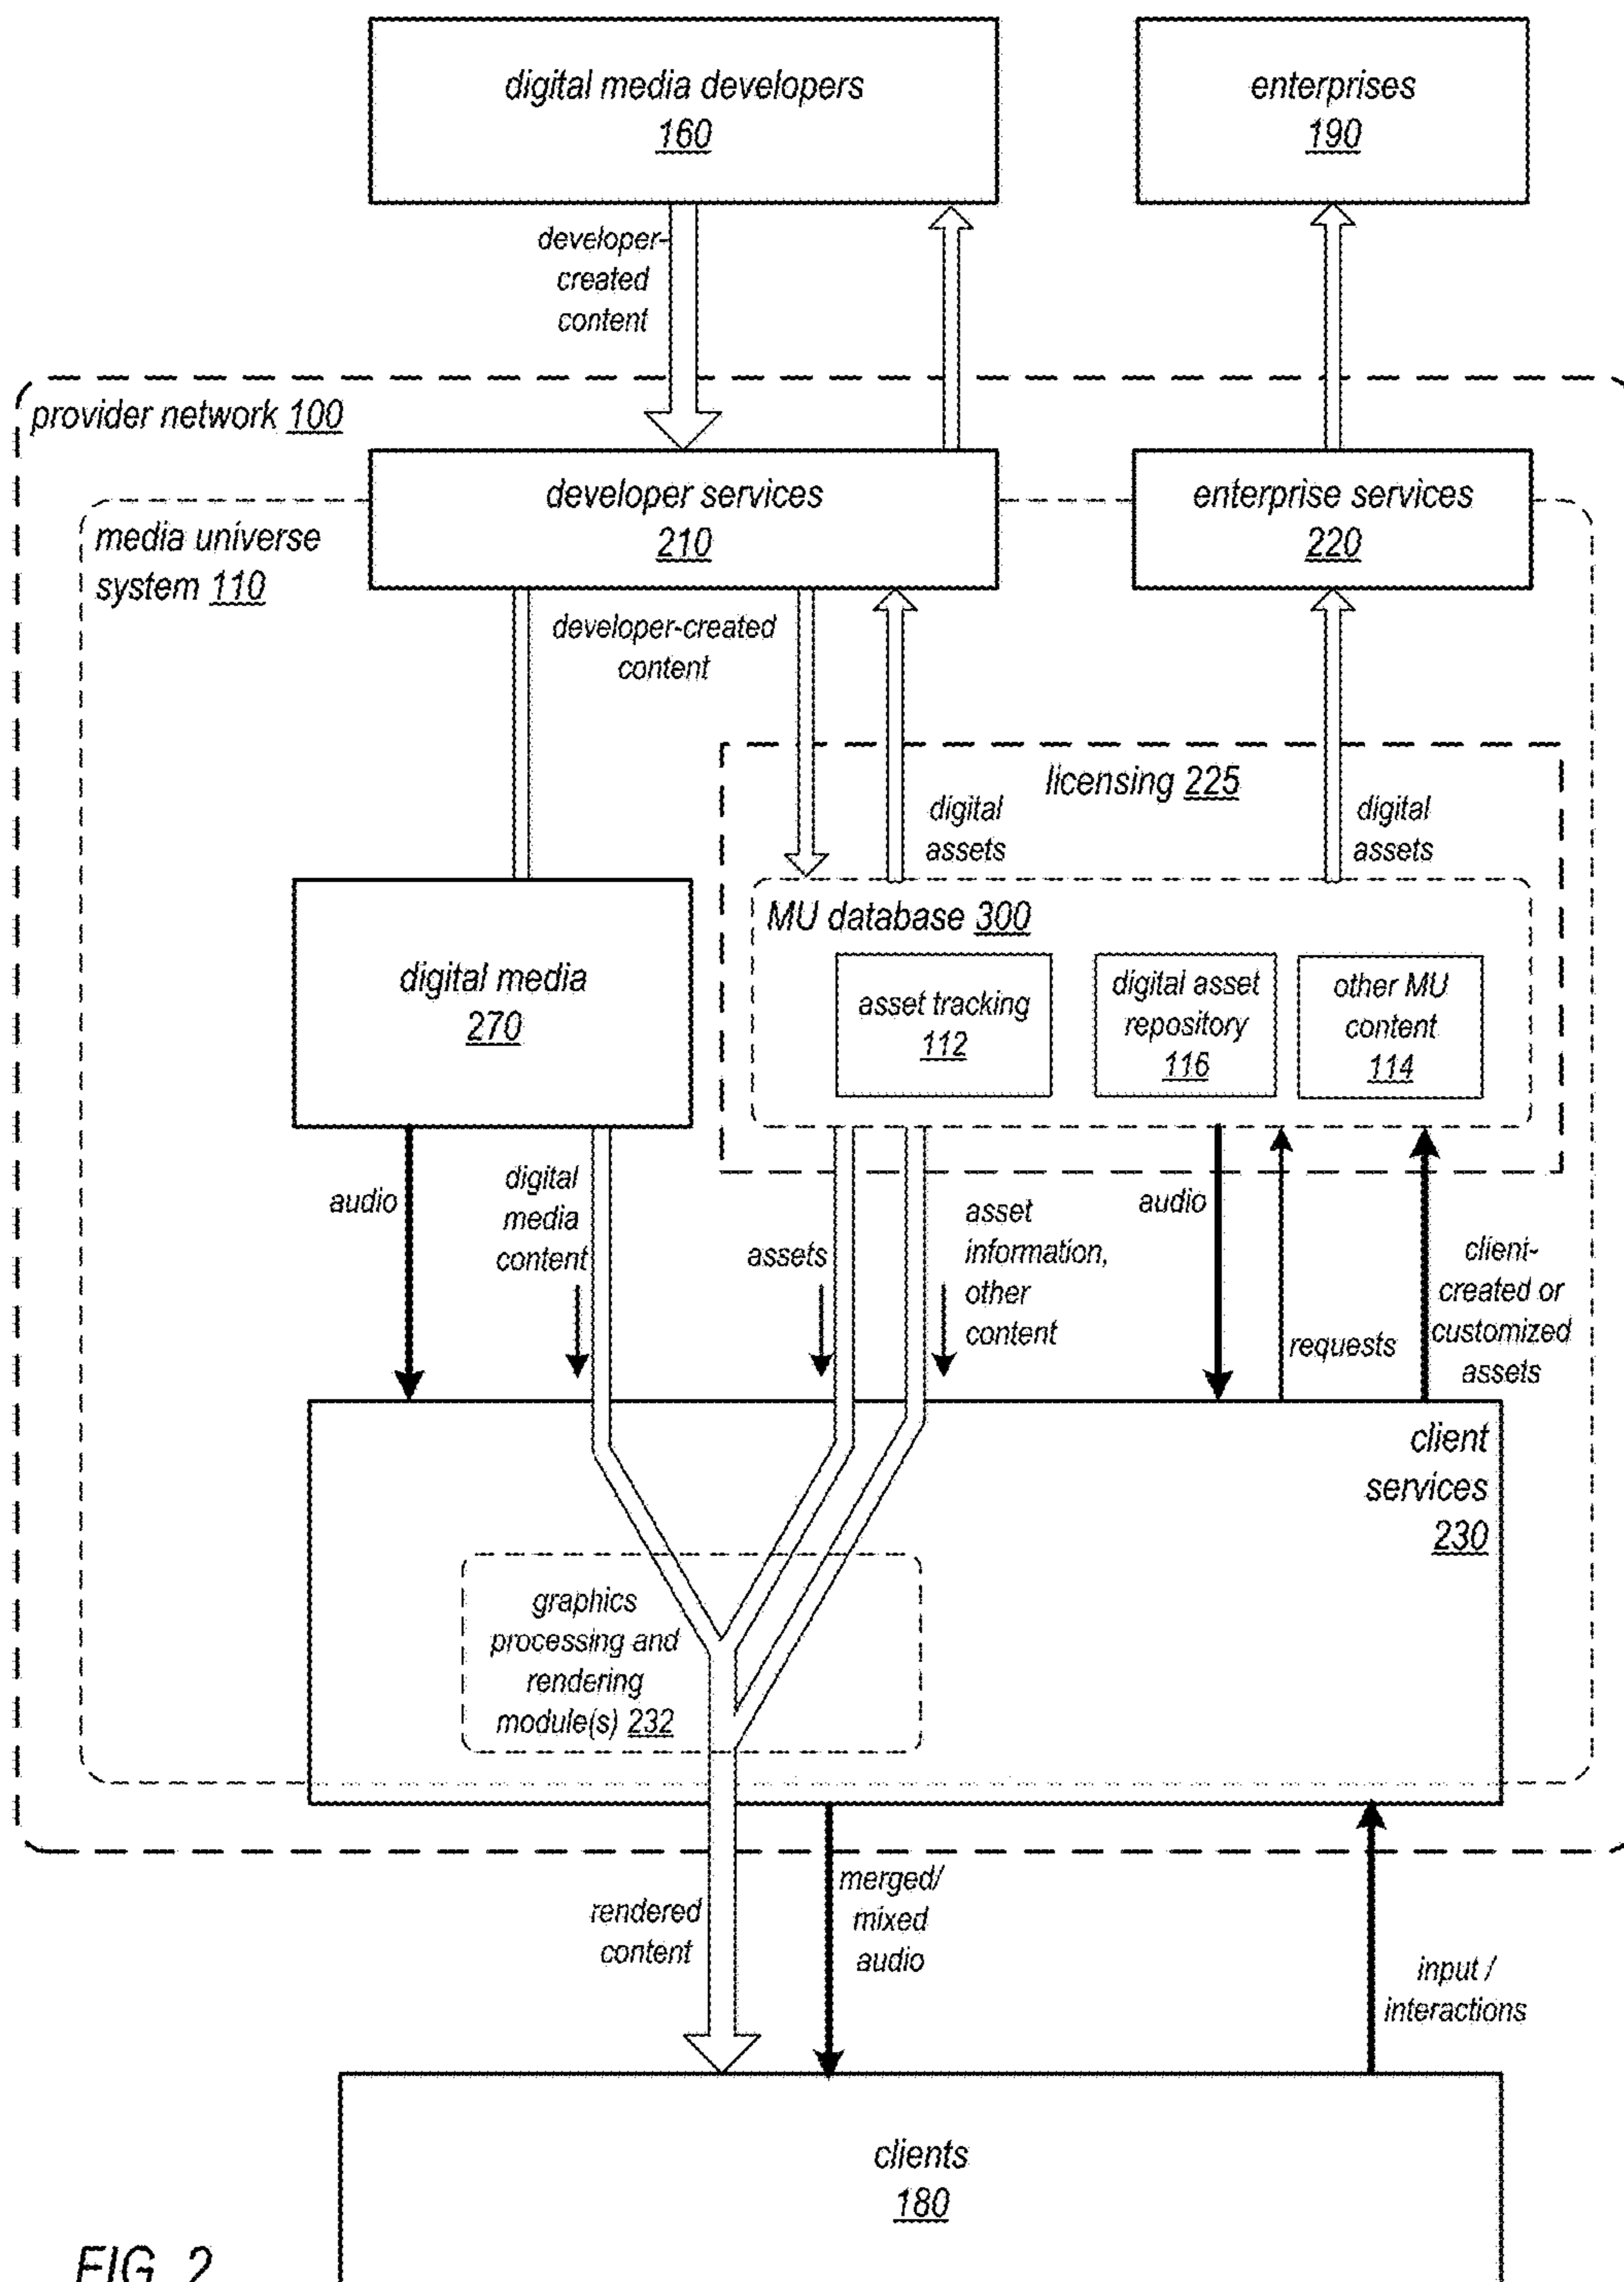 digital media developers
160
enterprises
190
developer-
created
content
provider network 100
developer services
210
enterprise services
220
media universe
system 110
developer-created
content
licensing 225
digital
assets
digital
assets
MU database 300
digital media
270
asset tracking
112
digital asset
repository
116
other MU
content
114
audio
digital
media
content
assets
asset
information,
other
content
audio
requests
client-
created or
customized
assets
client
services
230
graphics
processing and
rendering
module(s) 232
rendered
content
merged/
mixed
audio
input /
interactions
clients
180
FIG. 2